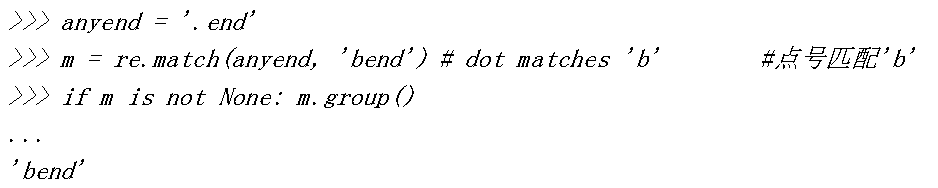 >>> anyend = '.end'
>>> m = re.match(anyend, 'bend') # dot matches 'b' #点号匹配'b'
>>> if m is not None: m.group()
...
'bend'